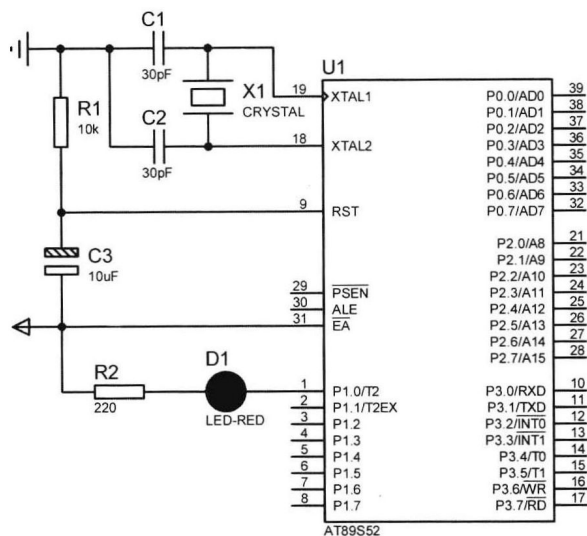 C1
30pF
R1
10k
C2
30pF
X1
CRYSTAL
C3
10uF
R2
220
D1
LED-RED
U1
19 XTAL1
18 XTAL2
9 RST
29 PSEN
30 ALE
31 EA
1 P1.0/T2
2 P1.1/T2EX
3 P1.2
4 P1.3
5 P1.4
6 P1.5
7 P1.6
8 P1.7
P0.0/AD0 39
P0.1/AD1 38
P0.2/AD2 37
P0.3/AD3 36
P0.4/AD4 35
P0.5/AD5 34
P0.6/AD6 33
P0.7/AD7 32
P2.0/A8 21
P2.1/A9 22
P2.2/A10 23
P2.3/A11 24
P2.4/A12 25
P2.5/A13 26
P2.6/A14 27
P2.7/A15 28
P3.0/RXD 10
P3.1/TXD 11
P3.2/INT0 12
P3.3/INT1 13
P3.4/T0 14
P3.5/T1 15
P3.6/WR 16
P3.7/RD 17
AT89S52